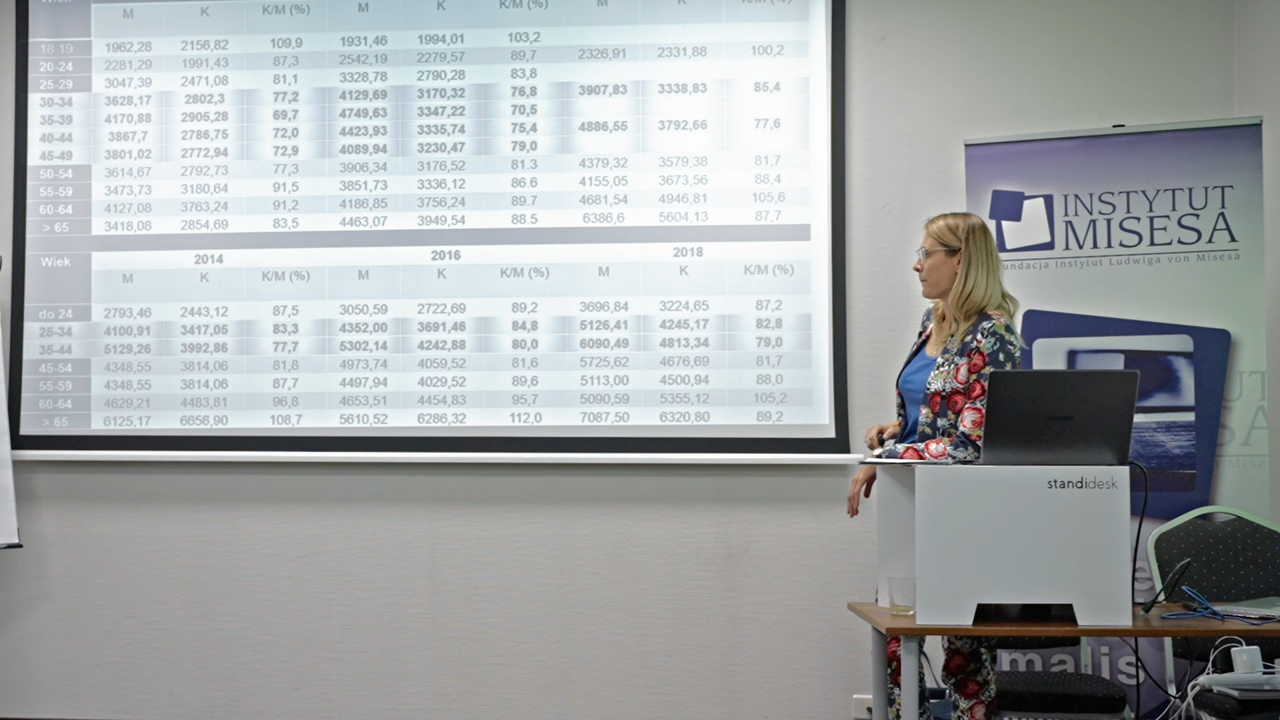 Wiek M K K/M (%) M K K/M (%) M K K/M (%)
18-19 1962,28 2156,82 109,9 1931,46 1994,01 103,2
20-24 2281,29 1991,43 87,3 2542,19 2279,57 89,7 2326,91 2331,88 100,2
25-29 3047,39 2471,08 81,1 3328,78 2790,28 83,8
30-34 3628,17 2802,3 77,2 4129,69 3170,32 76,8 3907,83 3338,83 85,4
35-39 4170,88 2905,28 69,7 4749,63 3347,22 70,5
40-44 3867,7 2786,75 72,0 4423,93 3335,74 75,4 4886,55 3792,66 77,6
45-49 3801,02 2772,94 72,9 4089,94 3230,47 79,0
50-54 3614,67 2792,73 77,3 3906,34 3176,52 81.3 4379,32 3579,38 81,7
55-59 3473,73 3180,64 91,5 3851,73 3336,12 86.6 4155,05 3673,56 88,4
60-64 4127,08 3763,24 91,2 4186,85 3756,24 89,7 4681,54 4946,81 105,6
> 65 3418,08 2854,69 83,5 4463,07 3949,54 88.5 6386,6 5604,13 87,7
Wiek 2014 2016 2018
M K K/M (%) M K K/M (%) M K K/M (%)
do 24 2793,46 2443,12 87,5 3050,59 2722,69 89,2 3696,84 3224,65 87,2
25-34 4100,91 3417,05 83,3 4352,00 3691,46 84,8 5126,41 4245,17 82,8
35-44 5129,26 3992,86 77,7 5302,14 4242,88 80,0 6090,49 4813,34 79,0
45-54 4348,55 3814,06 81,8 4973,74 4059,52 81,6 5725,62 4676,69 81,7
55-59 4348,55 3814,06 87,7 4497,94 4029,52 89,6 5113,00 4500,94 88,0
60-64 4629,21 4483,81 96,8 4653,51 4454,83 95,7 5090,59 5355,12 105,2
> 65 6125,17 6656,90 108,7 5610,52 6286,32 112,0 7087,50 6320,80 89,2
INSTYTUT
MISESA
Fundacja Instytut Ludwiga von Misesa
standidesk
malis